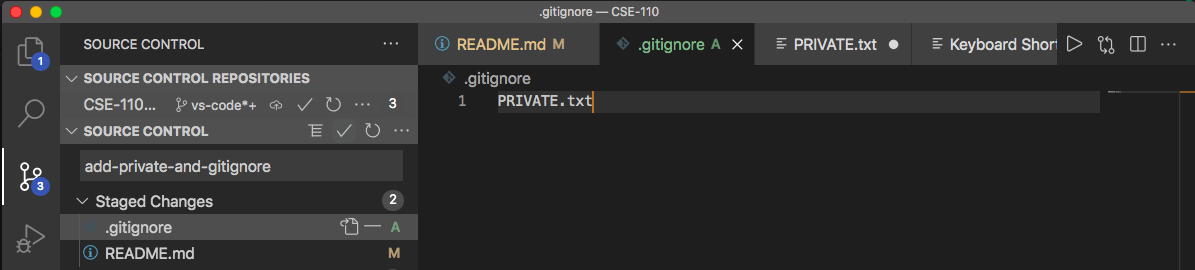 .gitignore — CSE-110
SOURCE CONTROL
README.md M
.gitignore A
PRIVATE.txt
Keyboard Short
1
SOURCE CONTROL REPOSITORIES
.gitignore
CSE-110... vs-code*+ 3
1 PRIVATE.txt
SOURCE CONTROL
add-private-and-gitignore
3
Staged Changes 2
.gitignore A
README.md M